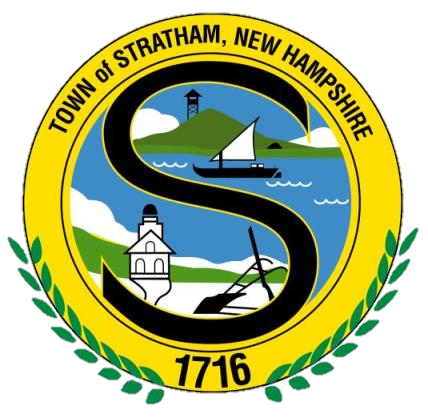 TOWN of STRATHAM, NEW HAMPSHIRE
S
1716